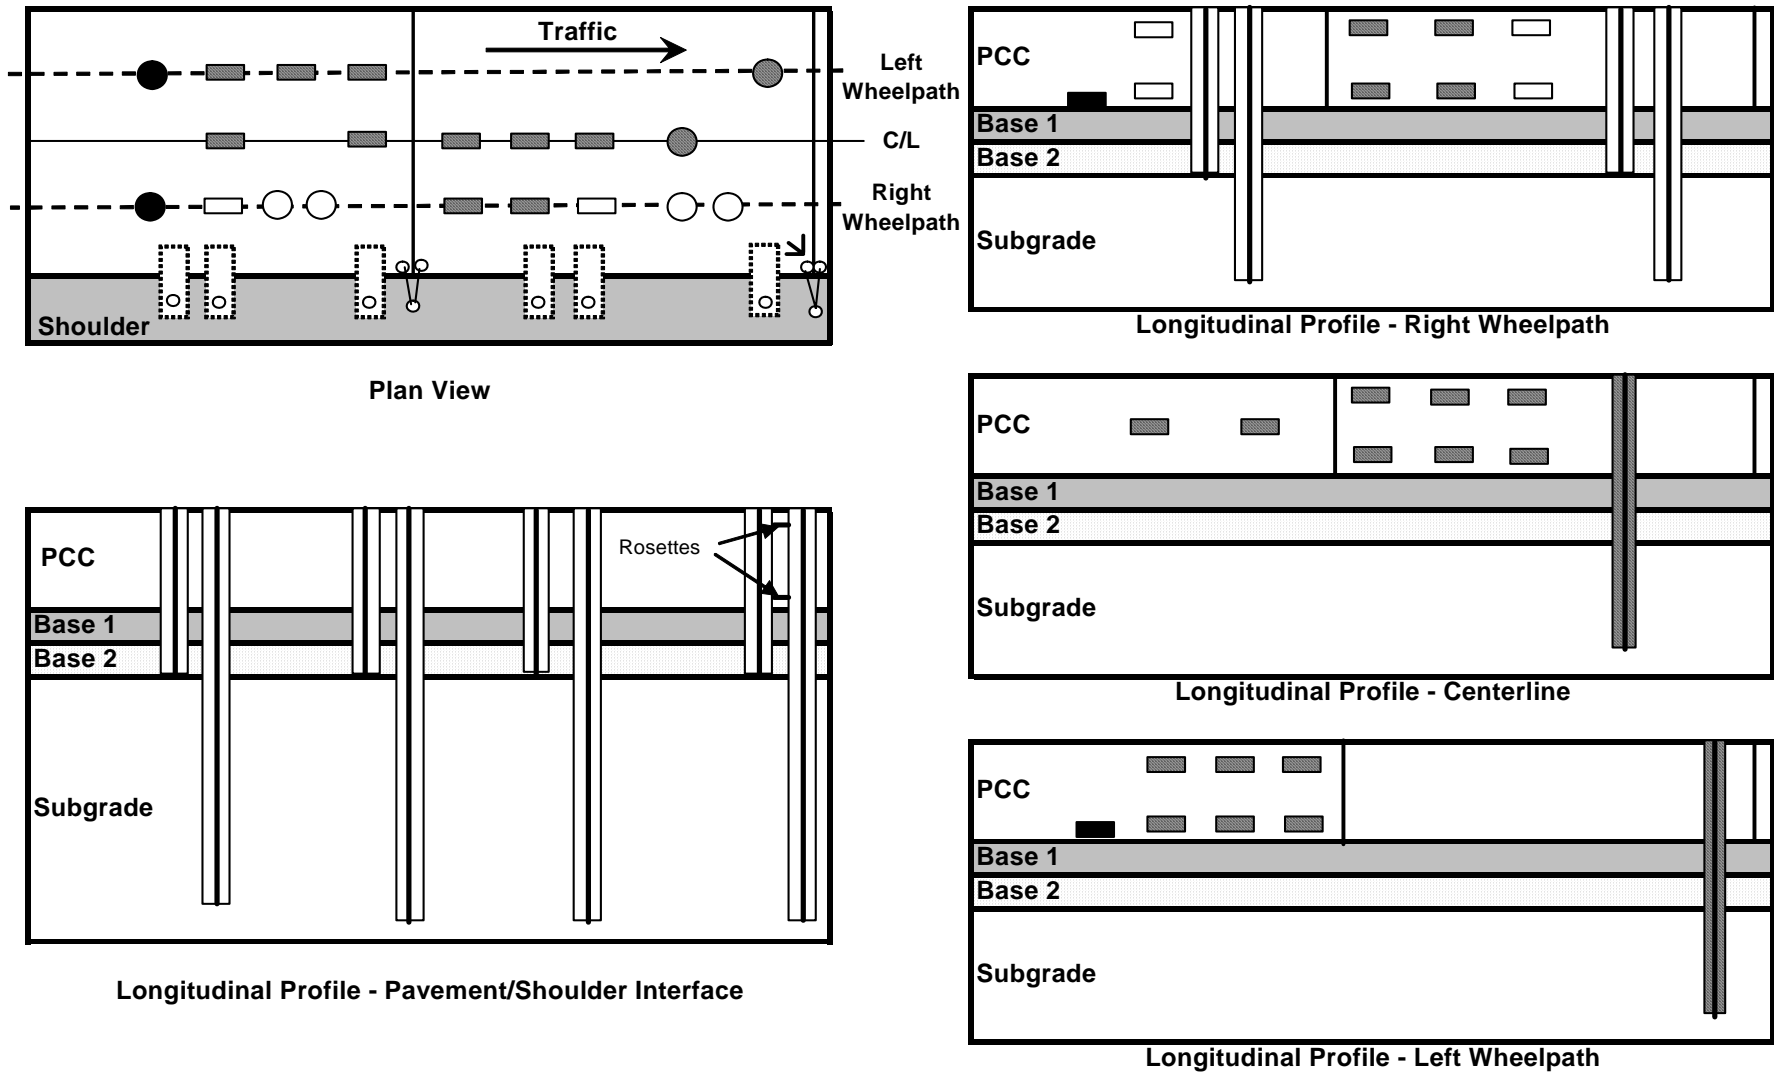 Traffic
Left
Wheelpath
C/L
Right
Wheelpath
Shoulder
Plan View
PCC
Rosettes
Base 1
Base 2
Subgrade
Longitudinal Profile - Pavement/Shoulder Interface
PCC
Base 1
Base 2
Subgrade
Longitudinal Profile - Right Wheelpath
PCC
Base 1
Base 2
Subgrade
Longitudinal Profile - Centerline
PCC
Base 1
Base 2
Subgrade
Longitudinal Profile - Left Wheelpath